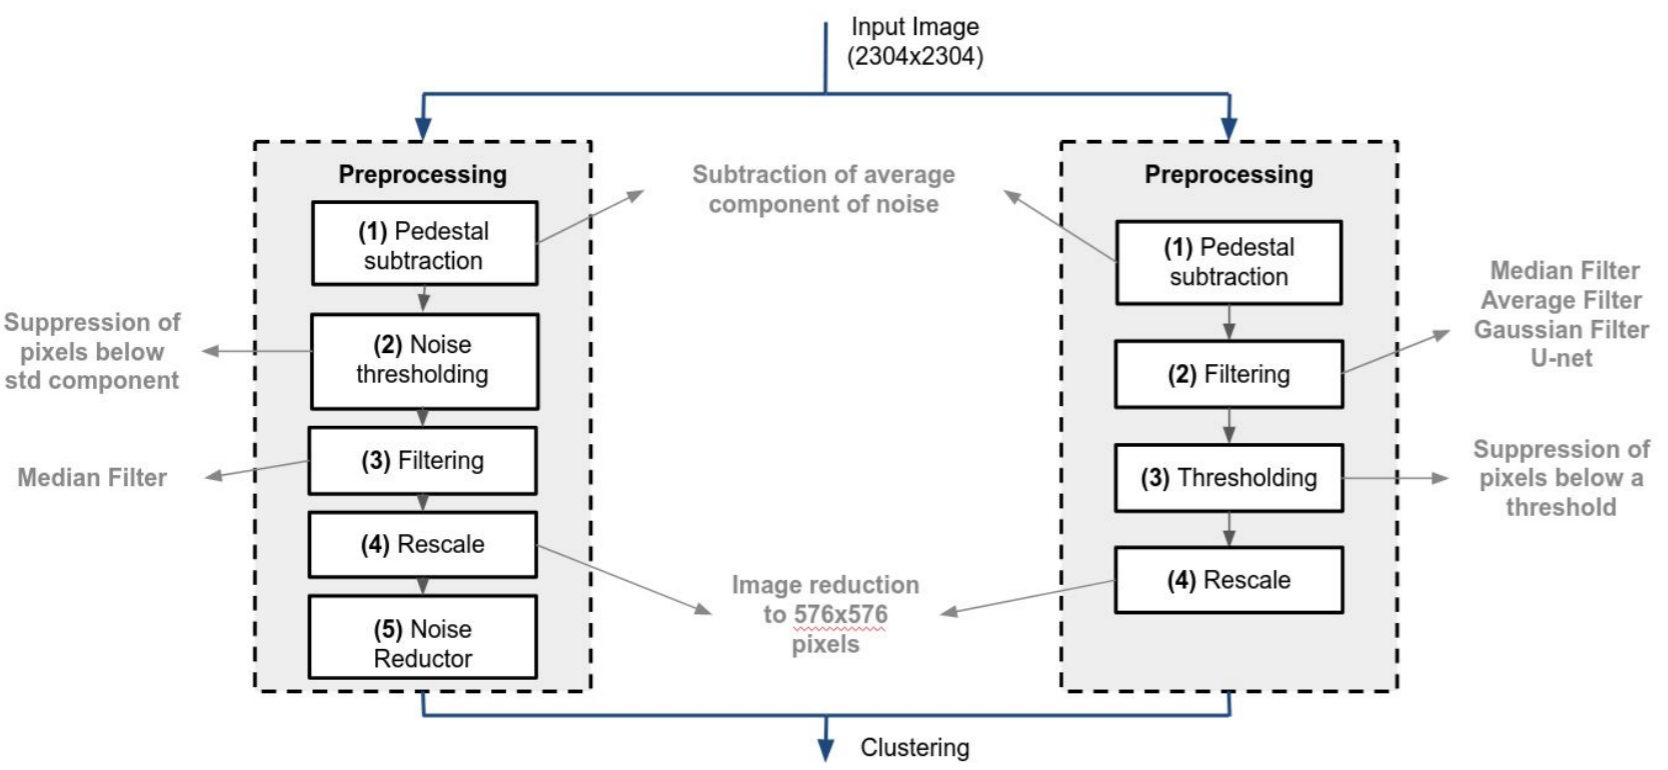 Input Image
(2304x2304)
Preprocessing
(1) Pedestal
subtraction
(2) Noise
thresholding
(3) Filtering
(4) Rescale
(5) Noise
Reductor
Suppression of
pixels below
std component
Median Filter
Subtraction of average
component of noise
Image reduction
to 576x576
pixels
Preprocessing
(1) Pedestal
subtraction
(2) Filtering
(3) Thresholding
(4) Rescale
Median Filter
Average Filter
Gaussian Filter
U-net
Suppression of
pixels below a
threshold
Clustering